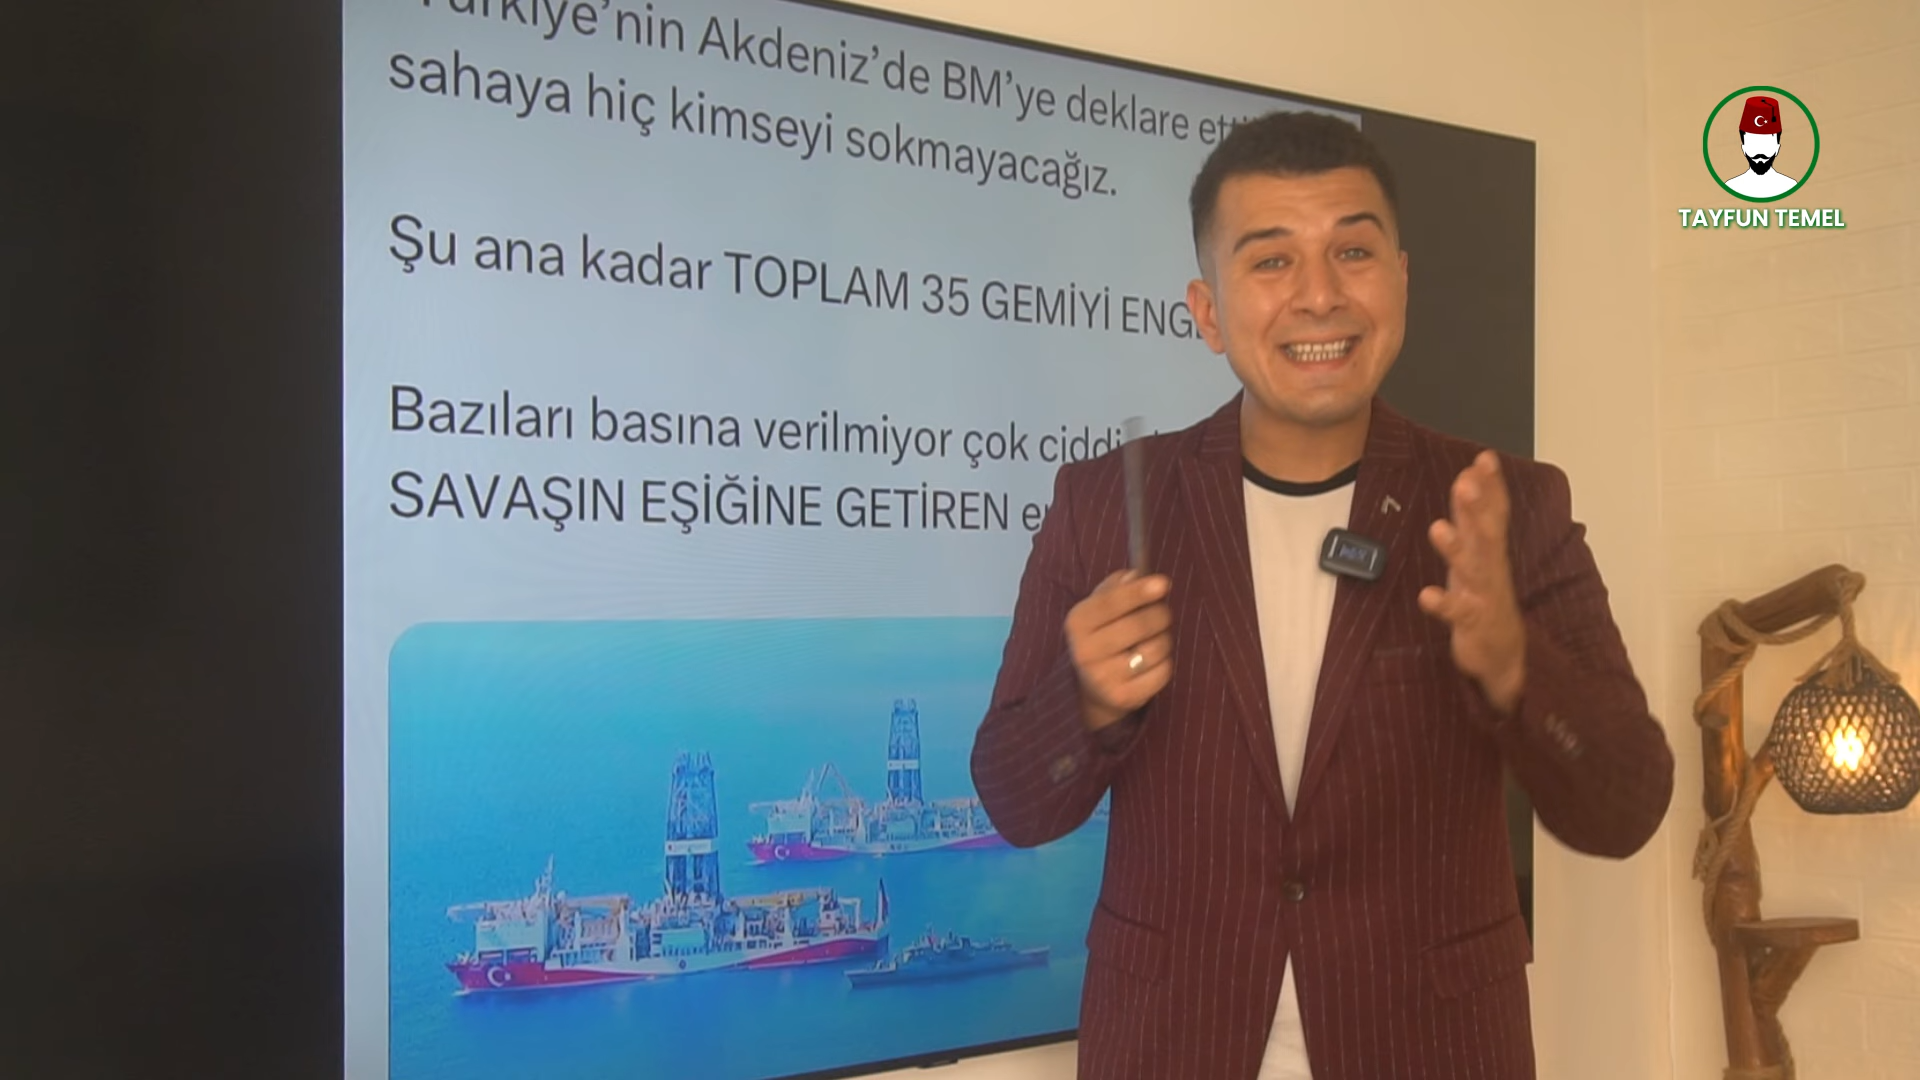 Türkiye’nin Akdeniz’de BM’ye deklare
sahaya hiç kimseyi sokmayacağız.
Şu ana kadar TOPLAM 35 GEMİYİ
Bazıları basına verilmiyor çok
SAVAŞIN EŞİĞİNE GETİREN
TAYFUN TEMEL